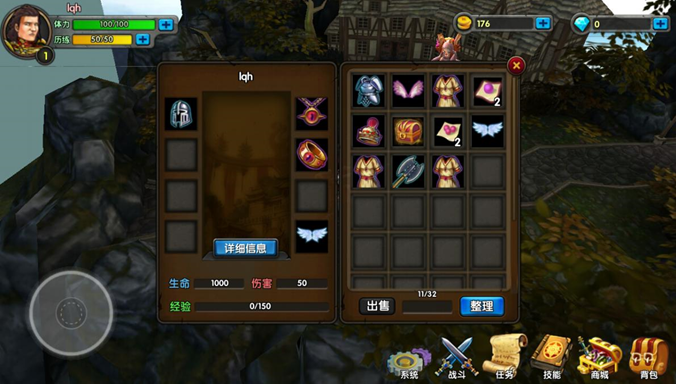 lqh
体力 100/100
历练 50/50
1
176
0
lqh
2
2
详细信息
生命 1000 伤害 50
经验 0/150
11/32
出售 整理
系统 战斗 任务 技能 商城 背包